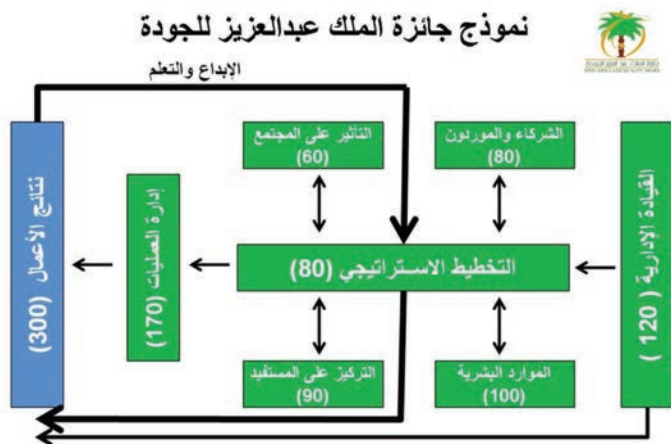 نموذج جائزة الملك عبدالعزيز للجودة
الإبداع والتعلم
القيادة الإدارية ( 120 )
الشركاء والموردون
(80)
التأثير على المجتمع
(60)
التخطيط الاستراتيجي (80)
الموارد البشرية
(100)
التركيز على المستفيد
(90)
إدارة العمليات (170)
نتائج الأعمال (300)